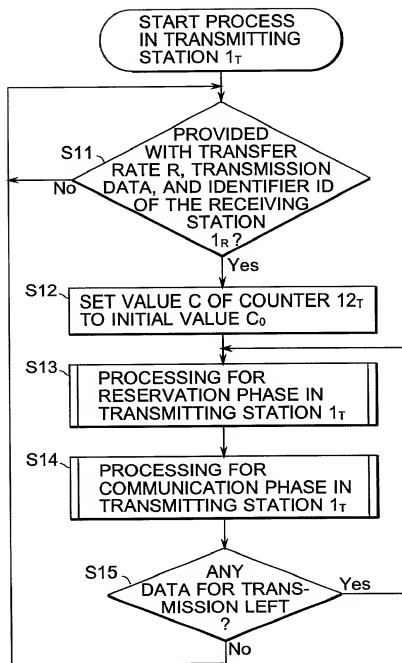 START PROCESS
IN TRANSMITTING
STATION 1T
S11
PROVIDED
WITH TRANSFER
RATE R, TRANSMISSION
DATA, AND IDENTIFIER ID
OF THE RECEIVING
STATION
1R ?
No
Yes
S12
SET VALUE C OF COUNTER 12T
TO INITIAL VALUE C0
S13
PROCESSING FOR
RESERVATION PHASE IN
TRANSMITTING STATION 1T
S14
PROCESSING FOR
COMMUNICATION PHASE IN
TRANSMITTING STATION 1T
S15
ANY
DATA FOR TRANS-
MISSION LEFT
?
Yes
No